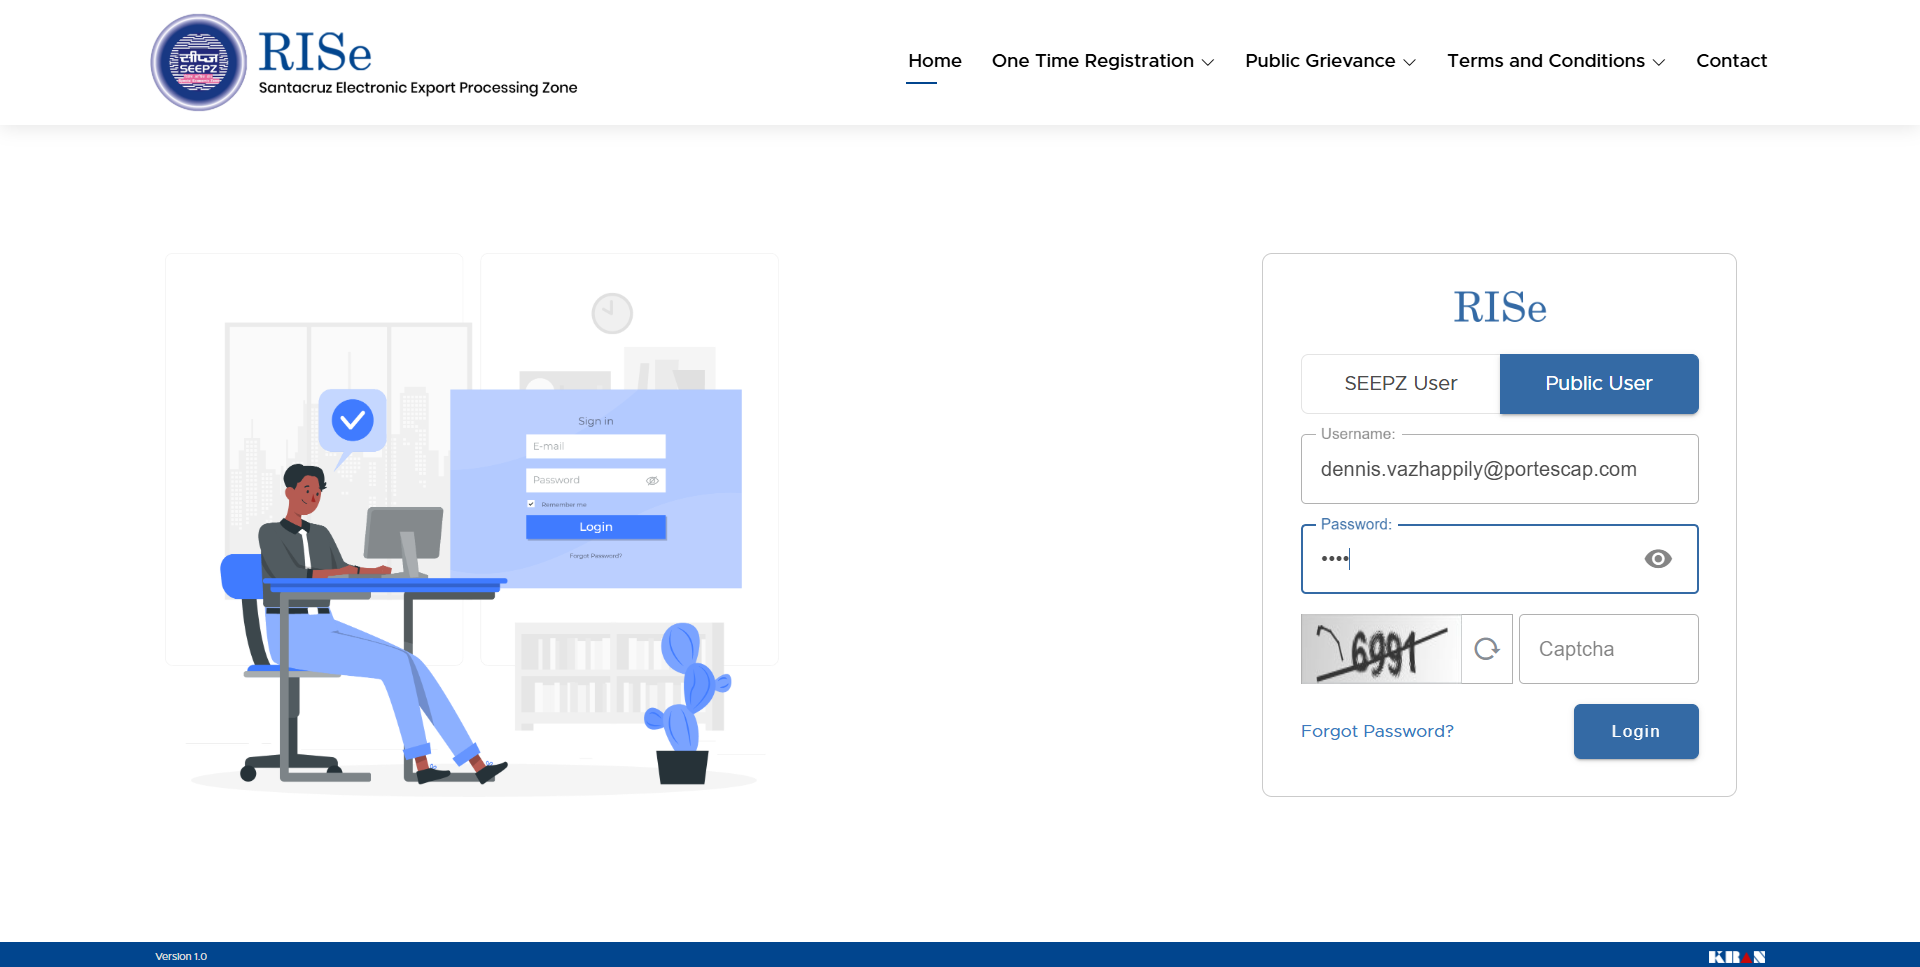 सीप्ज़
SEEPZ
RISe
Santacruz Electronic Export Processing Zone
Home
One Time Registration
Public Grievance
Terms and Conditions
Contact
Sign in
E-mail
Password
Remember me
Login
Forgot Password?
RISe
SEEPZ User
Public User
Username:
dennis.vazhappily@portescap.com
Password:
••••
6991
Captcha
Forgot Password?
Login
Version 1.0
KRAN